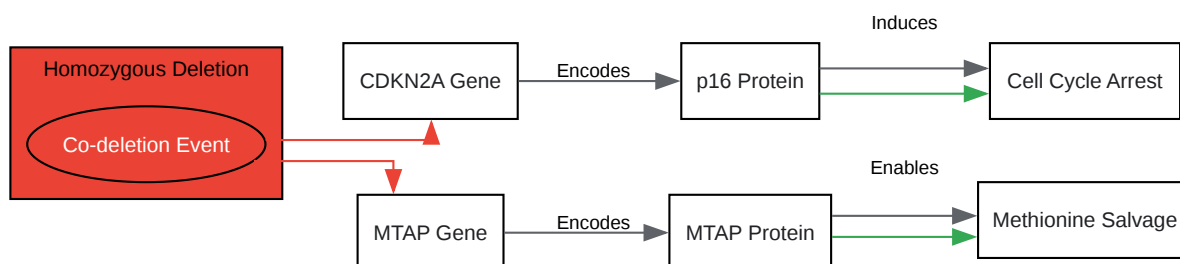 Induces
Homozygous Deletion
CDKN2A Gene
Encodes
p16 Protein
Cell Cycle Arrest
Co-deletion Event
Enables
MTAP Gene
Encodes
MTAP Protein
Methionine Salvage